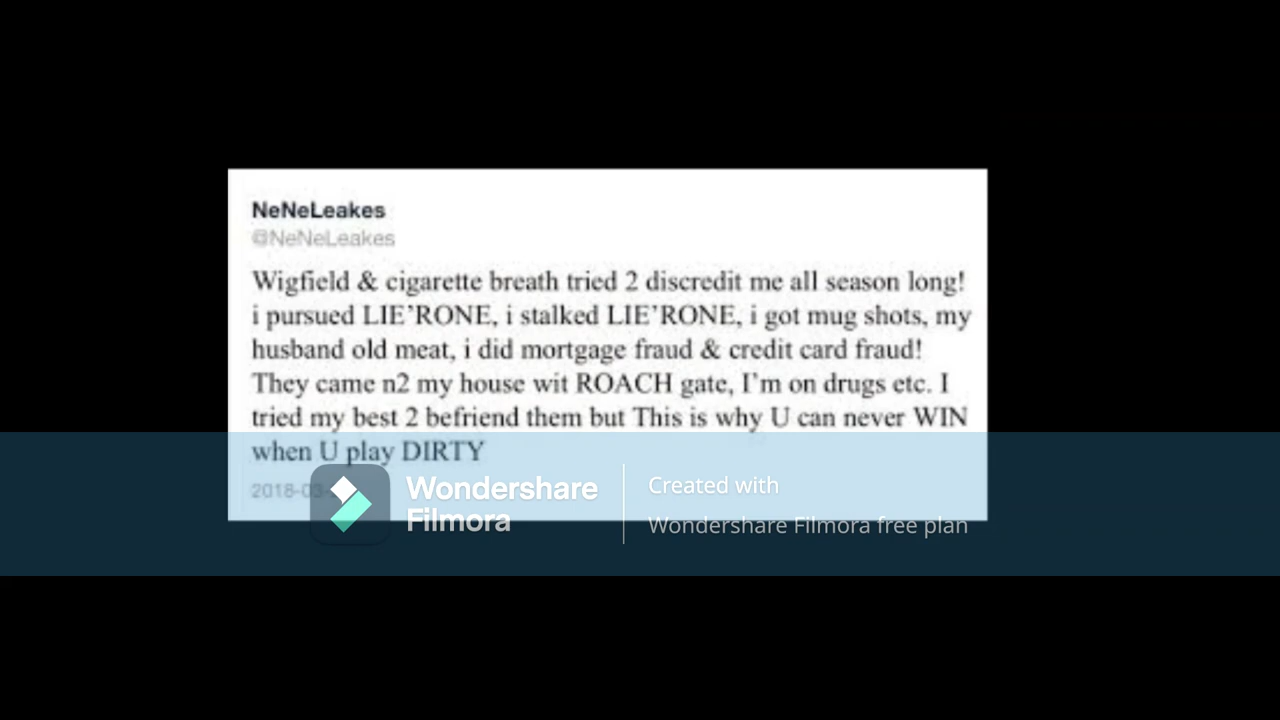 NeNeLeakes
@NeNeLeakes
Wigfield & cigarette breath tried 2 discredit me all season long!
i pursued LIE'RONE, i stalked LIE'RONE, i got mug shots, my
husband old meat, i did mortgage fraud & credit card fraud!
They came n2 my house wit ROACH gate, I'm on drugs etc. I
tried my best 2 befriend them but This is why U can never WIN
when U play DIRTY
2018-03-
Wondershare
Filmora
Created with
Wondershare Filmora free plan